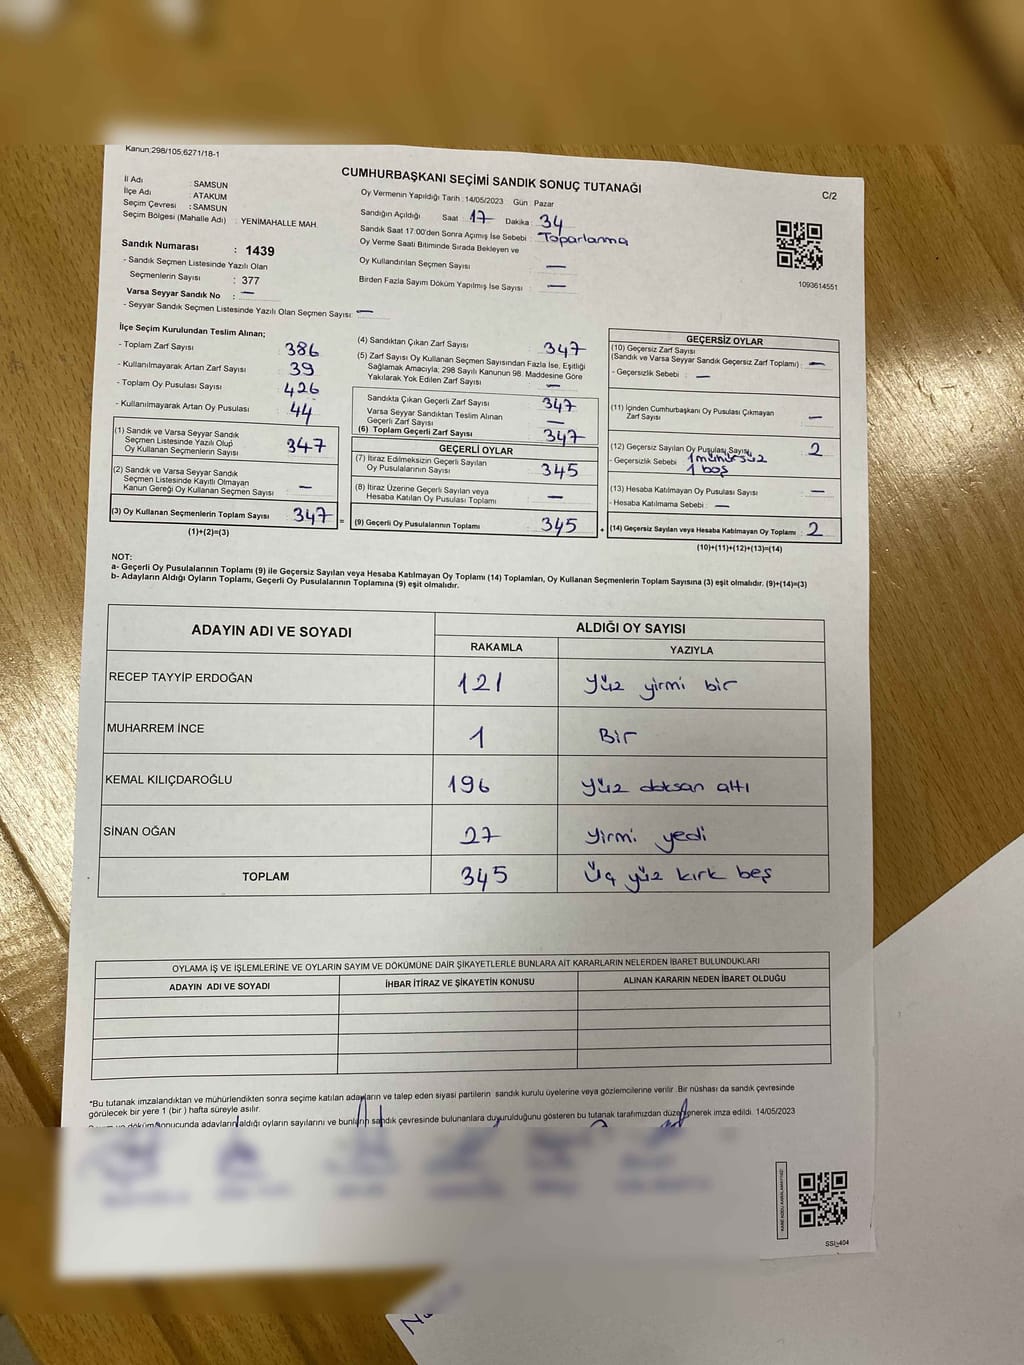 Kanun:298/105,6271/18-1
CUMHURBAŞKANI SEÇİMİ SANDIK SONUÇ TUTANAĞI
C/2
İl Adı : SAMSUN
İlçe Adı : ATAKUM
Seçim Çevresi : SAMSUN
Seçim Bölgesi (Mahalle Adı) : YENİMAHALLE MAH.
Sandık Numarası : 1439
- Sandık Seçmen Listesinde Yazılı Olan
Seçmenlerin Sayısı : 377
Varsa Seyyar Sandık No : —
- Seyyar Sandık Seçmen Listesinde Yazılı Olan Seçmen Sayısı: —
Oy Vermenin Yapıldığı Tarih :14/05/2023 Gün : Pazar
Sandığın Açıldığı Saat : 17 Dakika : 34
Sandık Saat 17:00'den Sonra Açımış İse Sebebi : Toparlanma
Oy Verme Saati Bitiminde Sırada Bekleyen ve
Oy Kullandırılan Seçmen Sayısı —
Birden Fazla Sayım Döküm Yapılmış İse Sayısı : —
1093614551
İlçe Seçim Kurulundan Teslim Alınan;
- Toplam Zarf Sayısı 386
- Kullanılmayarak Artan Zarf Sayısı 39
- Toplam Oy Pusulası Sayısı 426
- Kullanılmayarak Artan Oy Pusulası 44
(1) Sandık ve Varsa Seyyar Sandık
Seçmen Listesinde Yazılı Olup
Oy Kullanan Seçmenlerin Sayısı 347
(2) Sandık ve Varsa Seyyar Sandık
Seçmen Listesinde Kayıtlı Olmayan
Kanun Gereği Oy Kullanan Seçmen Sayısı —
(3) Oy Kullanan Seçmenlerin Toplam Sayısı 347 =
(1)+(2)=(3)
(4) Sandıktan Çıkan Zarf Sayısı 347
(5) Zarf Sayısı Oy Kullanan Seçmen Sayısından Fazla İse, Eşitliği
Sağlamak Amacıyla, 298 Sayılı Kanunun 98. Maddesine Göre
Yakılarak Yok Edilen Zarf Sayısı —
Sandıkta Çıkan Geçerli Zarf Sayısı 347
Varsa Seyyar Sandıktan Teslim Alınan
Geçerli Zarf Sayısı —
(6) Toplam Geçerli Zarf Sayısı 347
GEÇERLİ OYLAR
(7) İtiraz Edilmeksizin Geçerli Sayılan
Oy Pusulalarının Sayısı 345
(8) İtiraz Üzerine Geçerli Sayılan veya
Hesaba Katılan Oy Pusulası Toplamı —
(9) Geçerli Oy Pusulalarının Toplamı 345 +
GEÇERSİZ OYLAR
(10) Geçersiz Zarf Sayısı
(Sandık ve Varsa Seyyar Sandık Geçersiz Zarf Toplamı) —
- Geçersizlik Sebebi : —
(11) İçinden Cumhurbaşkanı Oy Pusulası Çıkmayan
Zarf Sayısı —
(12) Geçersiz Sayılan Oy Pusulası Sayısı 2
- Geçersizlik Sebebi 1 mühürsüz
1 boş
(13) Hesaba Katılmayan Oy Pusulası Sayısı —
- Hesaba Katılmama Sebebi : —
(14) Geçersiz Sayılan veya Hesaba Katılmayan Oy Toplamı : 2
(10)+(11)+(12)+(13)=(14)
NOT:
a- Geçerli Oy Pusulalarının Toplamı (9) ile Geçersiz Sayılan veya Hesaba Katılmayan Oy Toplamı (14) Toplamları, Oy Kullanan Seçmenlerin Toplam Sayısına (3) eşit olmalıdır. (9)+(14)=(3)
b- Adayların Aldığı Oyların Toplamı, Geçerli Oy Pusulalarının Toplamına (9) eşit olmalıdır.
ADAYIN ADI VE SOYADI
ALDIĞI OY SAYISI
RAKAMLA YAZIYLA
RECEP TAYYİP ERDOĞAN 121 Yüz yirmi bir
MUHARREM İNCE 1 Bir
KEMAL KILIÇDAROĞLU 196 Yüz doksan altı
SİNAN OĞAN 27 Yirmi yedi
TOPLAM 345 Üç yüz kırk beş
OYLAMA İŞ VE İŞLEMLERİNE VE OYLARIN SAYIM VE DÖKÜMÜNE DAİR ŞİKAYETLERLE BUNLARA AİT KARARLARIN NELERDEN İBARET BULUNDUKLARI
ADAYIN ADI VE SOYADI İHBAR İTİRAZ VE ŞİKAYETİN KONUSU ALINAN KARARIN NEDEN İBARET OLDUĞU
*Bu tutanak imzalandıktan ve mühürlendikten sonra seçime katılan adayların ve talep eden siyasi partilerin sandık kurulu üyelerine veya gözlemcilerine verilir. Bir nüshası da sandık çevresinde
görülecek bir yere 1 (bir ) hafta süreyle asılır.
döküm sonucunda adayların aldığı oyların sayılarını ve bunların sandık çevresinde bulunanlara duyurulduğunu gösteren bu tutanak tarafımızdan düzenlenerek imza edildi. 14/05/2023
SSİ-404